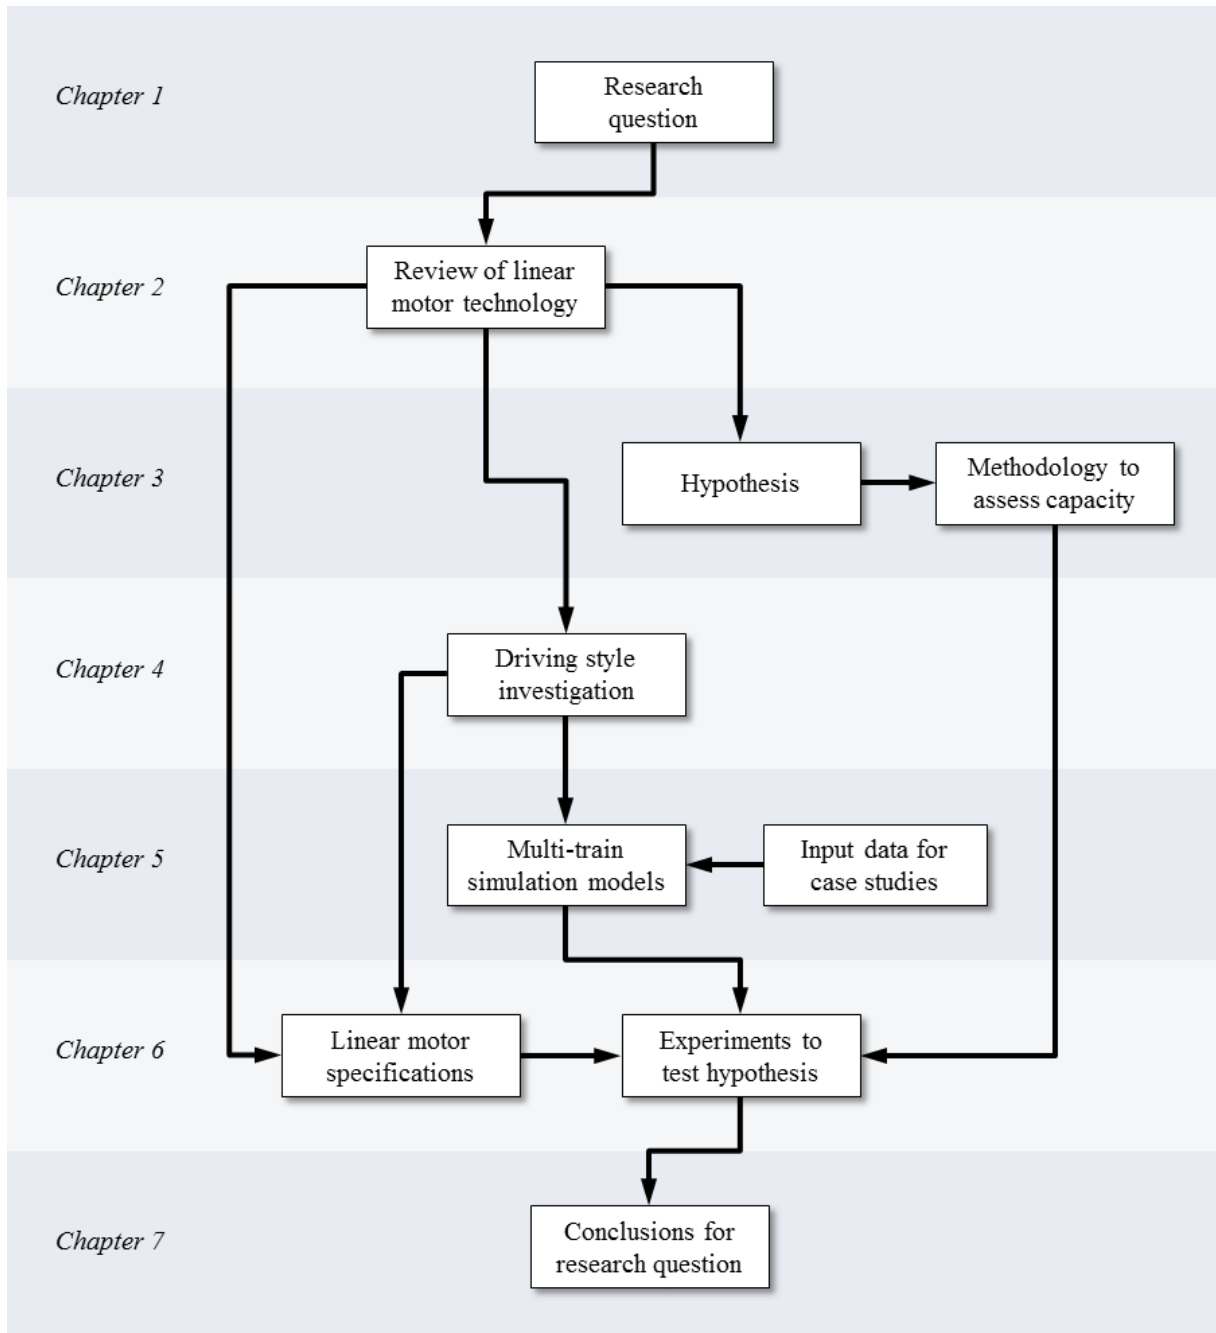 Chapter 1
Research
question
Chapter 2
Review of linear
motor technology
Chapter 3
Hypothesis
Methodology to
assess capacity
Chapter 4
Driving style
investigation
Chapter 5
Multi-train
simulation models
Input data for
case studies
Chapter 6
Linear motor
specifications
Experiments to
test hypothesis
Chapter 7
Conclusions for
research question